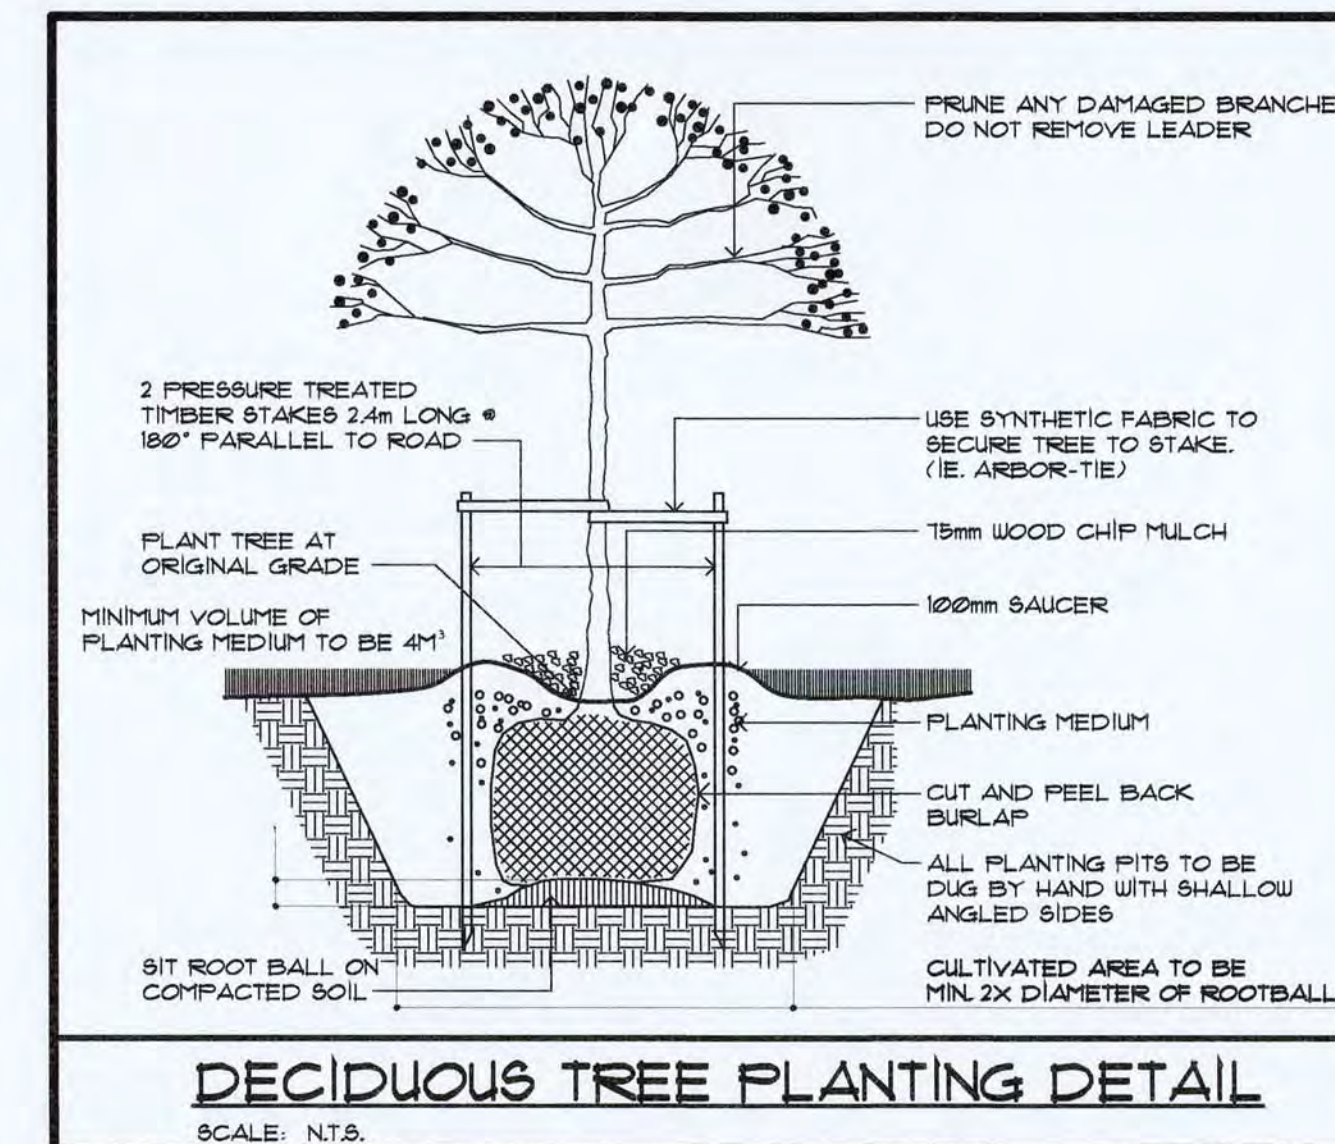 PRUNE ANY DAMAGED BRANCHE
DO NOT REMOVE LEADER
2 PRESSURE TREATED
TIMBER STAKES 2.4m LONG @
180° PARALLEL TO ROAD
USE SYNTHETIC FABRIC TO
SECURE TREE TO STAKE.
(IE. ARBOR-TIE)
PLANT TREE AT
ORIGINAL GRADE
75mm WOOD CHIP MULCH
MINIMUM VOLUME OF
PLANTING MEDIUM TO BE 4M³
100mm SAUCER
PLANTING MEDIUM
CUT AND PEEL BACK
BURLAP
ALL PLANTING PITS TO BE
DUG BY HAND WITH SHALLOW
ANGLED SIDES
SIT ROOT BALL ON
COMPACTED SOIL
CULTIVATED AREA TO BE
MIN. 2X DIAMETER OF ROOTBALL
DECIDUOUS TREE PLANTING DETAIL
SCALE: N.T.S.